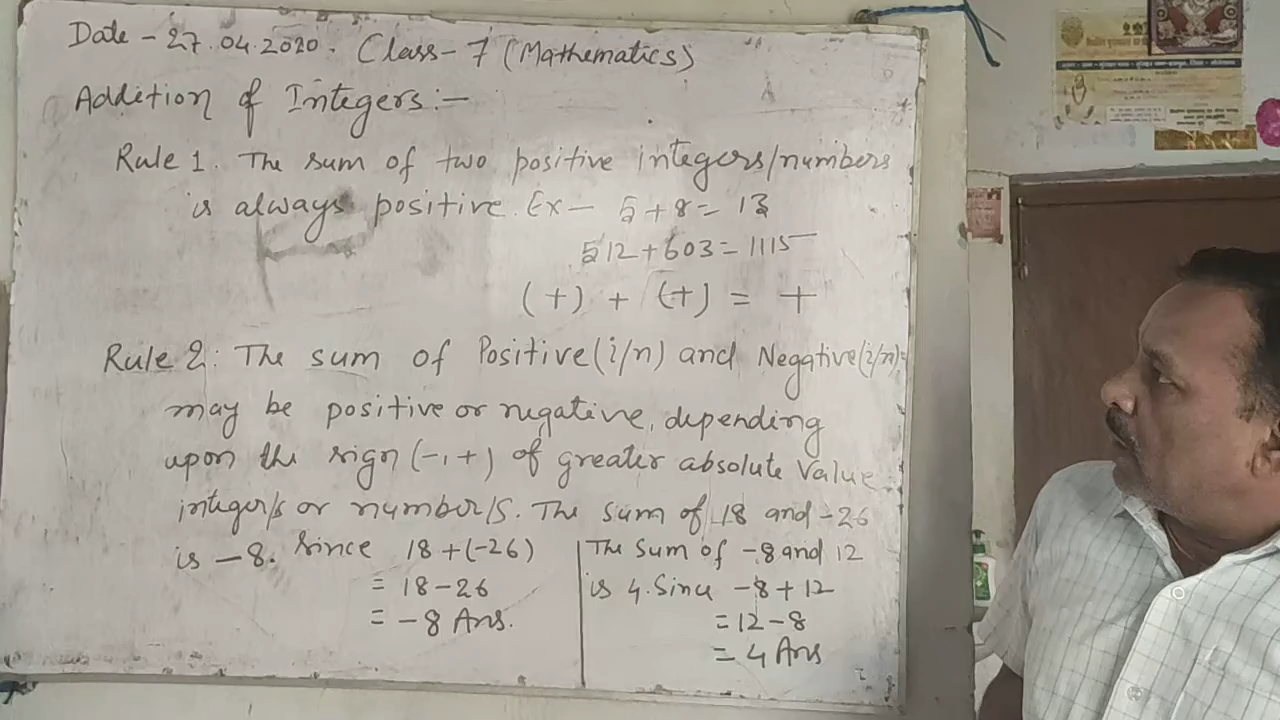 Date - 27.04.2020. Class - 7 (Mathematics)
Addition of Integers:-
Rule 1. The sum of two positive integers/numbers
is always positive. Ex - 5+8= 13
512+603=1115
(+) + (+) = +
Rule 2: The sum of Positive(i/n) and Negative(i/n)
may be positive or negative, depending
upon the sign (-,+) of greater absolute Value
integer/s or number/s. The sum of 18 and -26
is -8. Since 18+(-26)
= 18-26
= -8 Ans.
The Sum of -8 and 12
is 4. Since -8+12
=12-8
= 4 Ans